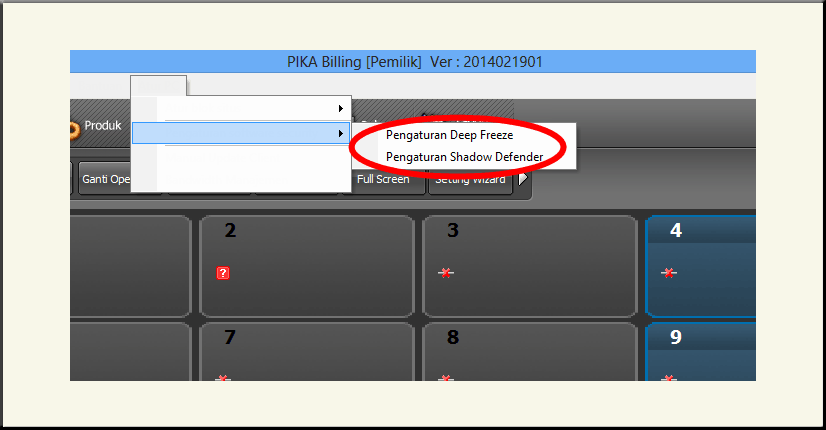 PIKA Billing [Pemilik] Ver : 2014021901
Produk
Pengaturan Deep Freeze
Pengaturan Shadow Defender
Ganti Ope
Full Screen
Setting Wizard
2
3
4
?
7
8
9